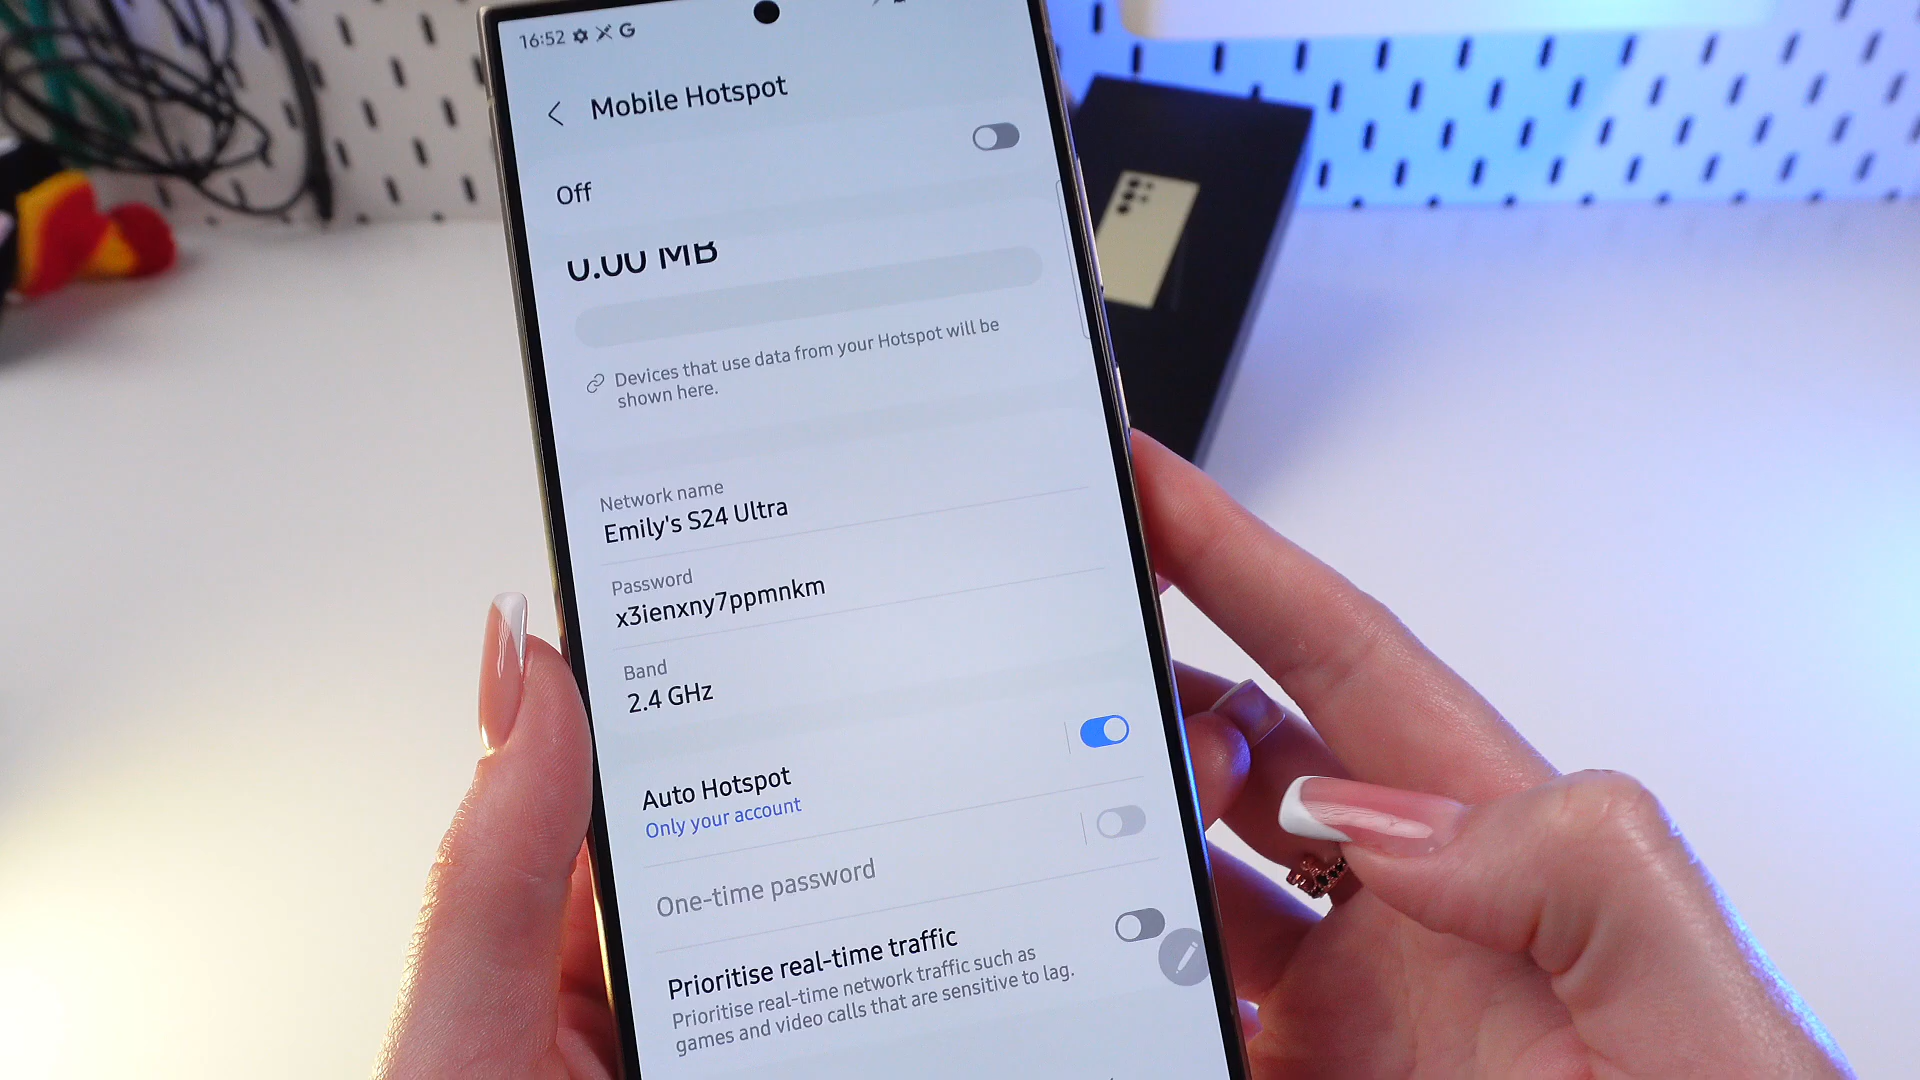 16:52 G
Mobile Hotspot
Off
0.00 MB
Devices that use data from your Hotspot will be
shown here.
Network name
Emily's S24 Ultra
Password
x3ienxny7ppmnkm
Band
2.4 GHz
Auto Hotspot
Only your account
One-time password
Prioritise real-time traffic
Prioritise real-time network traffic such as
games and video calls that are sensitive to lag.